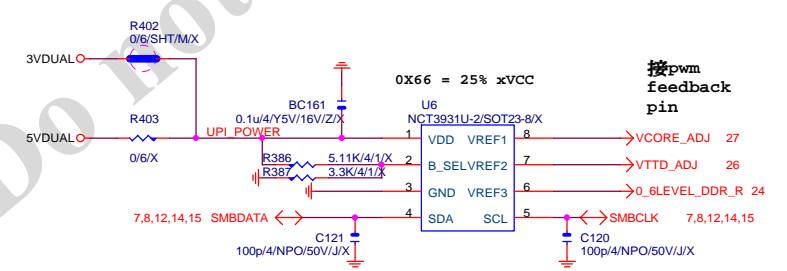 Do no
R402
0/6/SHT/M/X
3VDUAL
0X66 = 25% xVCC
接pwm
feedback
pin
BC161
0.1u/4/Y5V/16V/Z/X
U6
NCT3931U-2/SOT23-8/X
R403
5VDUAL
0/6/X
UPI_POWER
1 VDD VREF1 8 VCORE_ADJ 27
R386 5.11K/4/1/X
2 B_SEL VREF2 7 VTTD_ADJ 26
R387 3.3K/4/1/X
3 GND VREF3 6 0_6LEVEL_DDR_R 24
7,8,12,14,15 SMBDATA 4 SDA SCL 5 SMBCLK 7,8,12,14,15
C121
100p/4/NPO/50V/J/X
C120
100p/4/NPO/50V/J/X